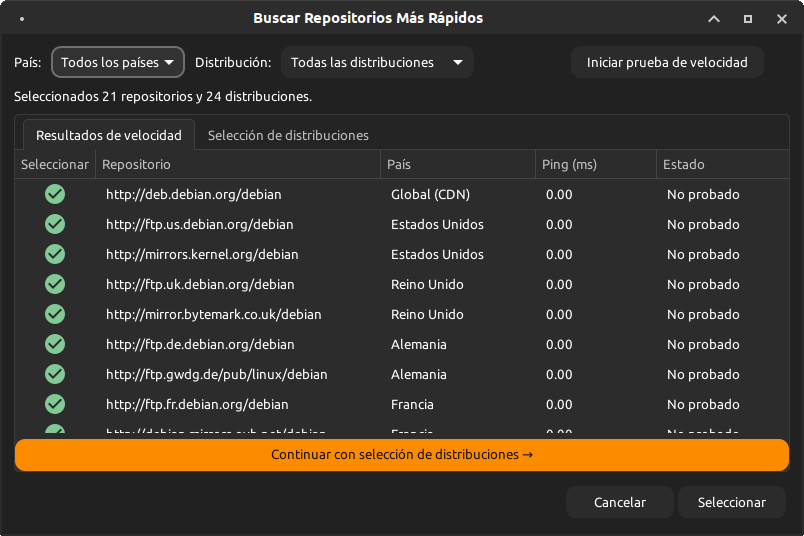 Buscar Repositorios Más Rápidos
País: Todos los países Distribución: Todas las distribuciones Iniciar prueba de velocidad
Seleccionados 21 repositorios y 24 distribuciones.
Resultados de velocidad Selección de distribuciones
Seleccionar Repositorio País Ping (ms) Estado
http://deb.debian.org/debian Global (CDN) 0.00 No probado
http://ftp.us.debian.org/debian Estados Unidos 0.00 No probado
http://mirrors.kernel.org/debian Estados Unidos 0.00 No probado
http://ftp.uk.debian.org/debian Reino Unido 0.00 No probado
http://mirror.bytemark.co.uk/debian Reino Unido 0.00 No probado
http://ftp.de.debian.org/debian Alemania 0.00 No probado
http://ftp.gwdg.de/pub/linux/debian Alemania 0.00 No probado
http://ftp.fr.debian.org/debian Francia 0.00 No probado
Francia 0.00 No probado
Continuar con selección de distribuciones →
Cancelar Seleccionar